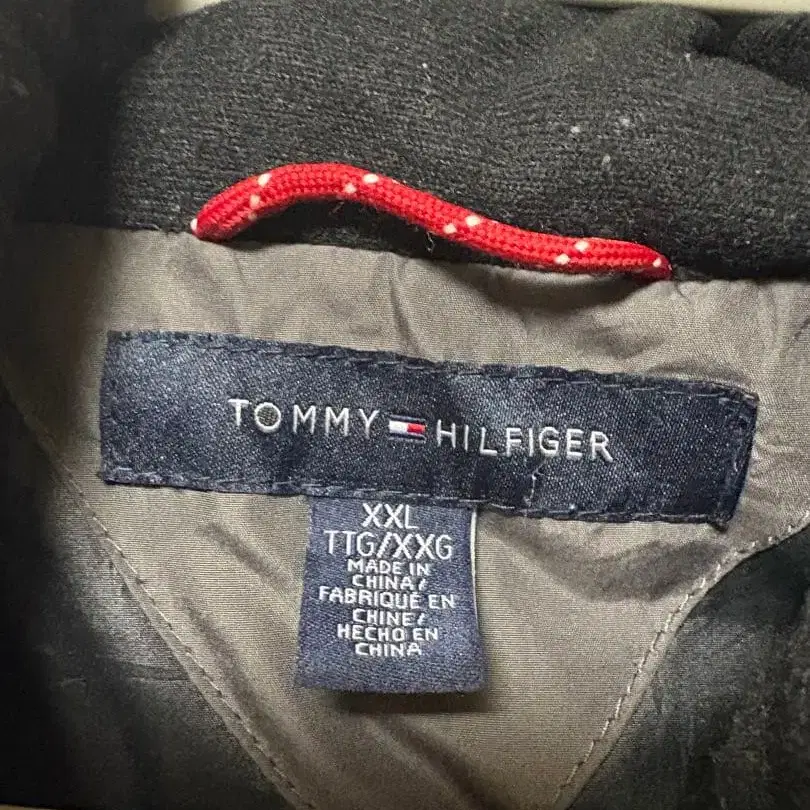 TOMMY HILFIGER
XXL
TTG/XXG
MADE IN
CHINA/
FABRIQUÉ EN
CHINE/
HECHO EN
CHINA